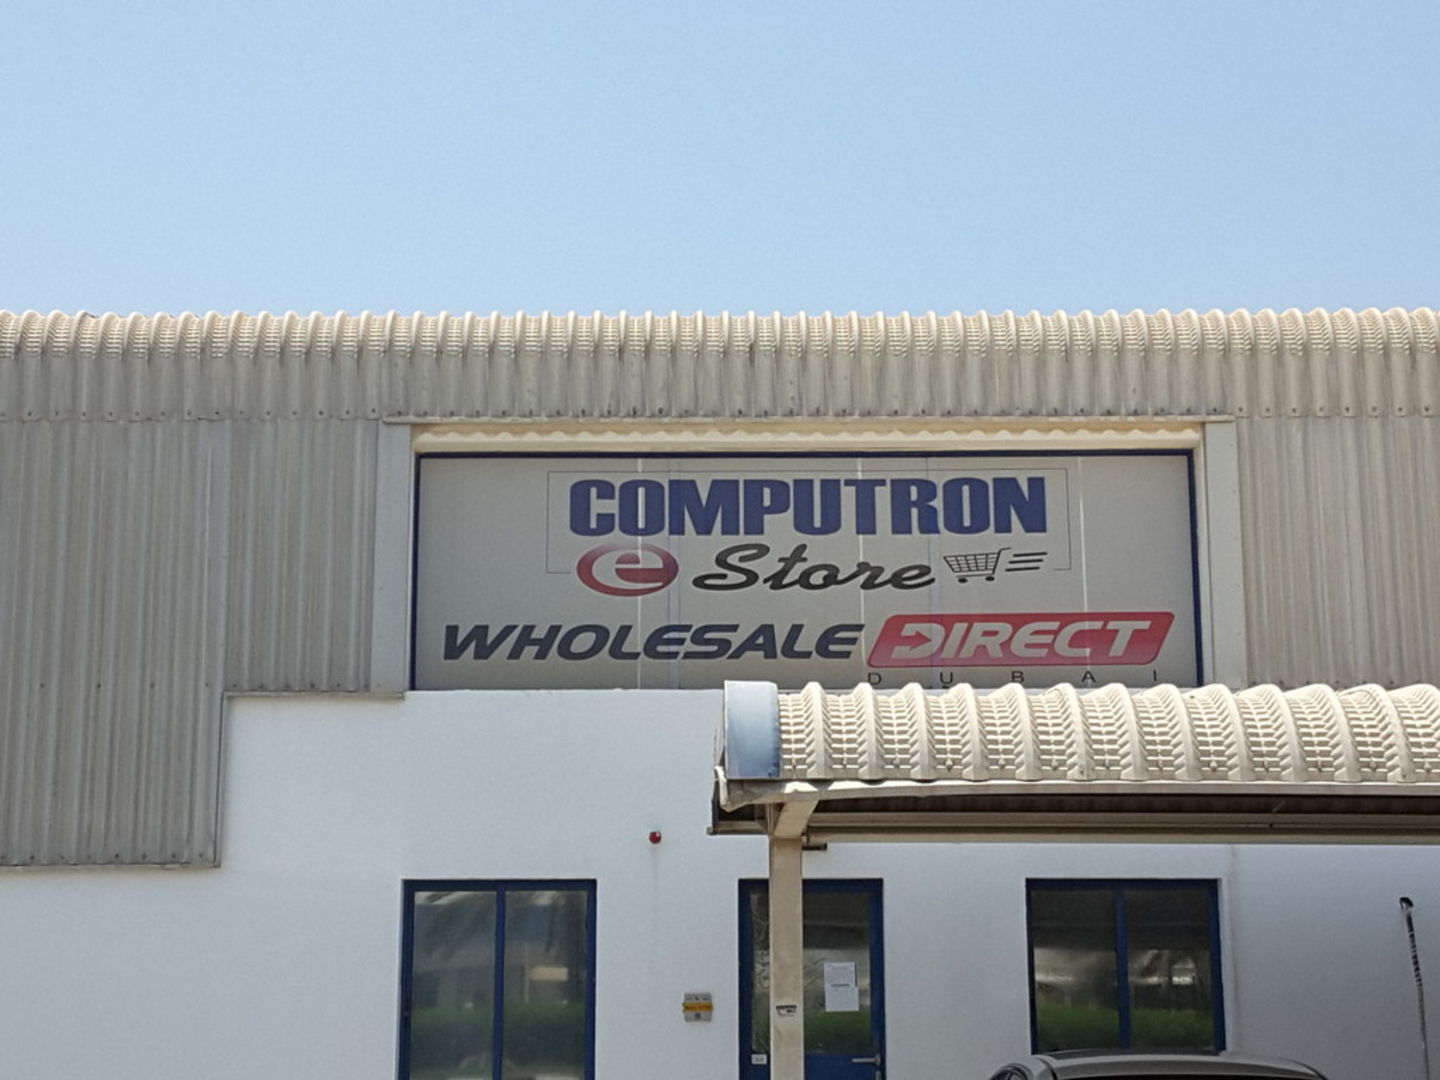 COMPUTRON
e Store
WHOLESALE DIRECT
DUBAI